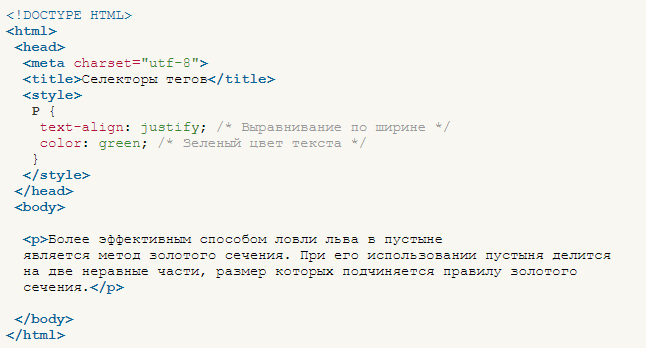 <!DOCTYPE HTML>
<html>
<head>
<meta charset="utf-8">
<title>Селекторы тегов</title>
<style>
P {
text-align: justify; /* Выравнивание по ширине */
color: green; /* Зеленый цвет текста */
}
</style>
</head>
<body>
<p>Более эффективным способом ловли льва в пустыне
является метод золотого сечения. При его использовании пустыня делится
на две неравные части, размер которых подчиняется правилу золотого
сечения.</p>
</body>
</html>